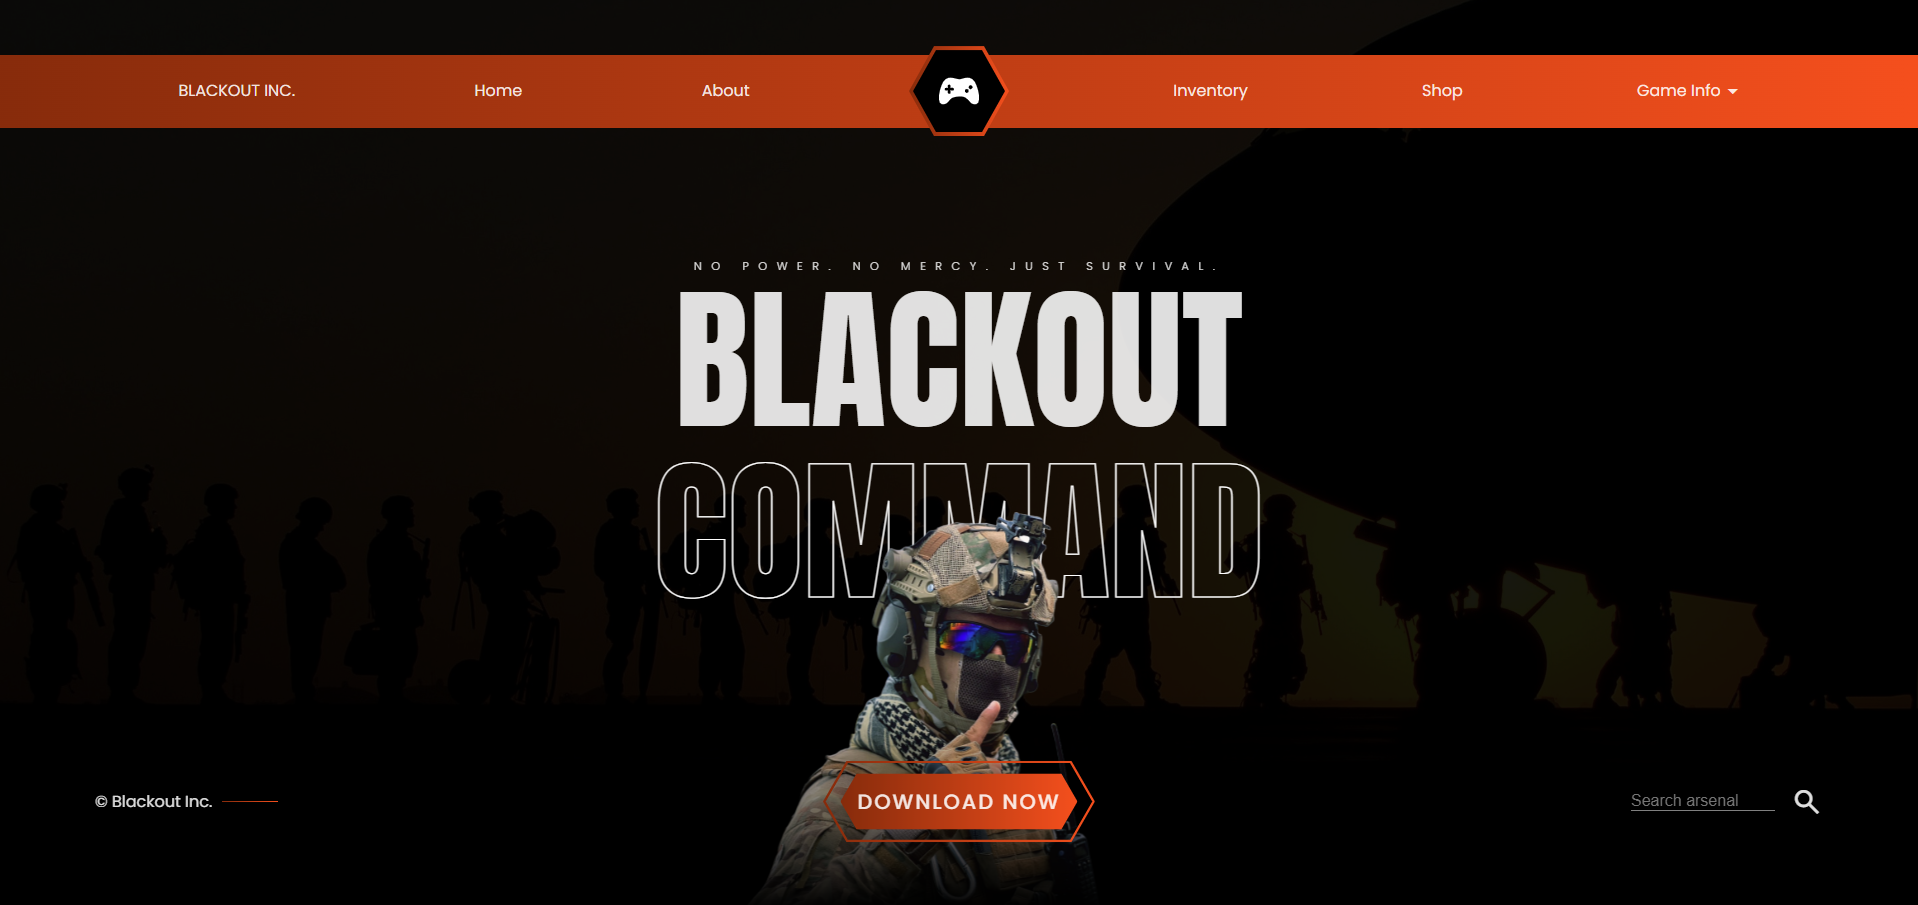 BLACKOUT INC.
Home
About
Inventory
Shop
Game Info
NO POWER. NO MERCY. JUST SURVIVAL.
BLACKOUT
COMMAND
© Blackout Inc.
DOWNLOAD NOW
Search arsenal